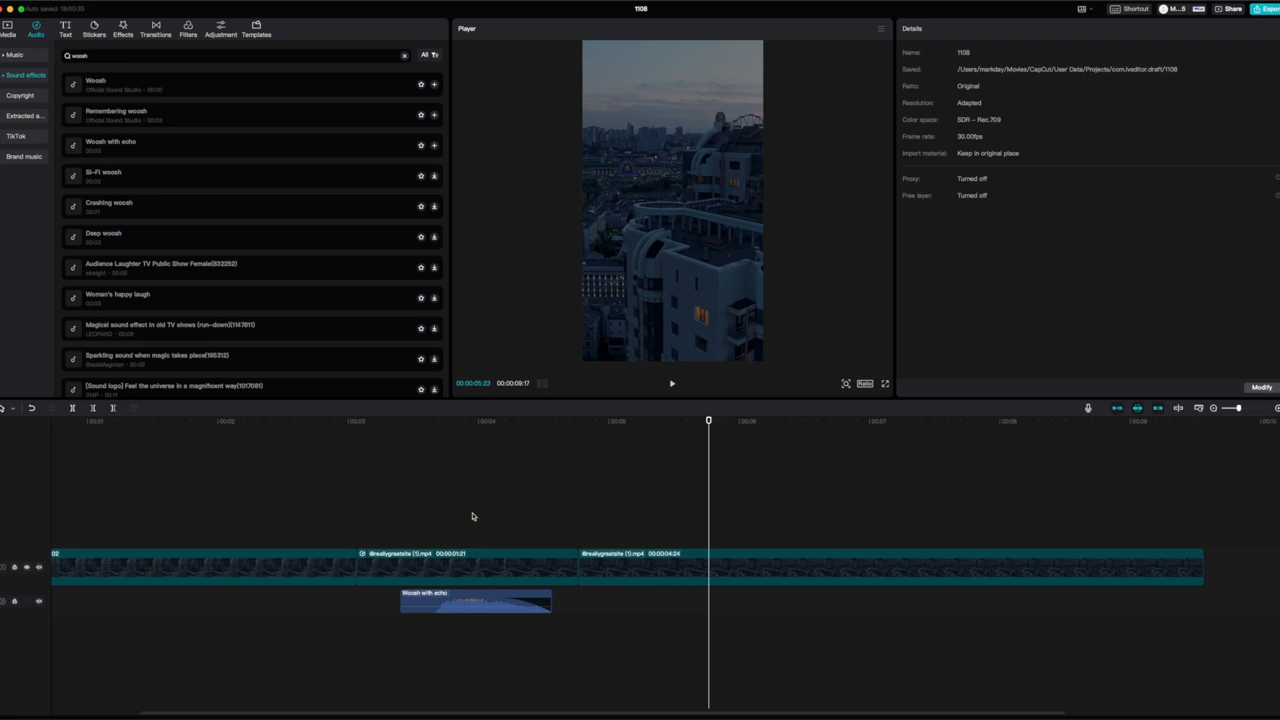 Auto saved: 18:00:35
1108
Shortcut
M...5
Share
Export
Media
Audio
Text
Stickers
Effects
Transitions
Filters
Adjustment
Templates
Music
Sound effects
Copyright
Extracted a...
TikTok
Brand music
woosh
All
Woosh
Official Sound Studio · 00:00
Remembering woosh
Official Sound Studio · 00:03
Woosh with echo
00:03
Si-Fi woosh
00:02
Crashing woosh
00:01
Deep woosh
00:03
Audience Laughter TV Public Show Female(832252)
straight · 00:08
Woman's happy laugh
00:03
Magical sound effect in old TV shows (run-down)(1147811)
LEOPARD · 00:09
Sparkling sound when magic takes place(195312)
BlackMagician · 00:09
[Sound logo] Feel the universe in a magnificent way(1017081)
3MP · 00:11
Player
00:00:05:23
00:00:09:17
Ratio
Details
Name:
1108
Saved:
/Users/markday/Movies/CapCut/User Data/Projects/com.lveditor.draft/1108
Ratio:
Original
Resolution:
Adapted
Color space:
SDR - Rec.709
Frame rate:
30.00fps
Import material:
Keep in original place
Proxy:
Turned off
Free layer:
Turned off
Modify
00:01
00:02
00:03
00:04
00:05
00:06
00:07
00:08
00:09
00:10
02
@reallygreatsite (1).mp4 00:00:01:21
@reallygreatsite (1).mp4 00:00:04:24
Woosh with echo